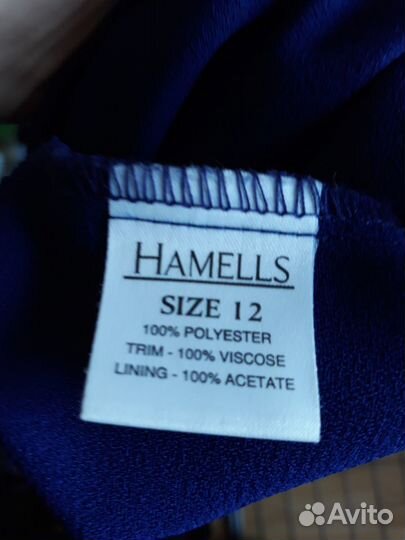 HAMELLS
SIZE 12
100% POLYESTER
TRIM - 100% VISCOSE
LINING - 100% ACETATE
Avito